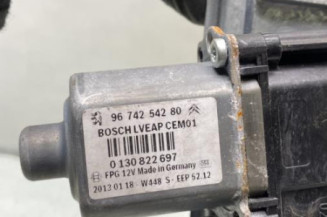 96 742 542 80
BOSCH LVEAP CEM01
0 130 822 697
FPG 12V Made in Germany
2013 01 18 - W448 S - EEP 52.12